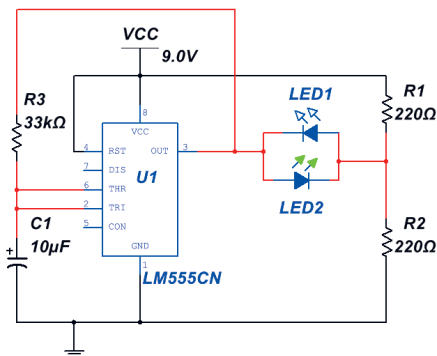 VCC
9.0V
R3
33kΩ
LED1
R1
220Ω
8
VCC
4
RST
OUT
3
7
DIS
U1
6
THR
2
TRI
LED2
C1
10µF
5
CON
R2
220Ω
GND
1
LM555CN
+